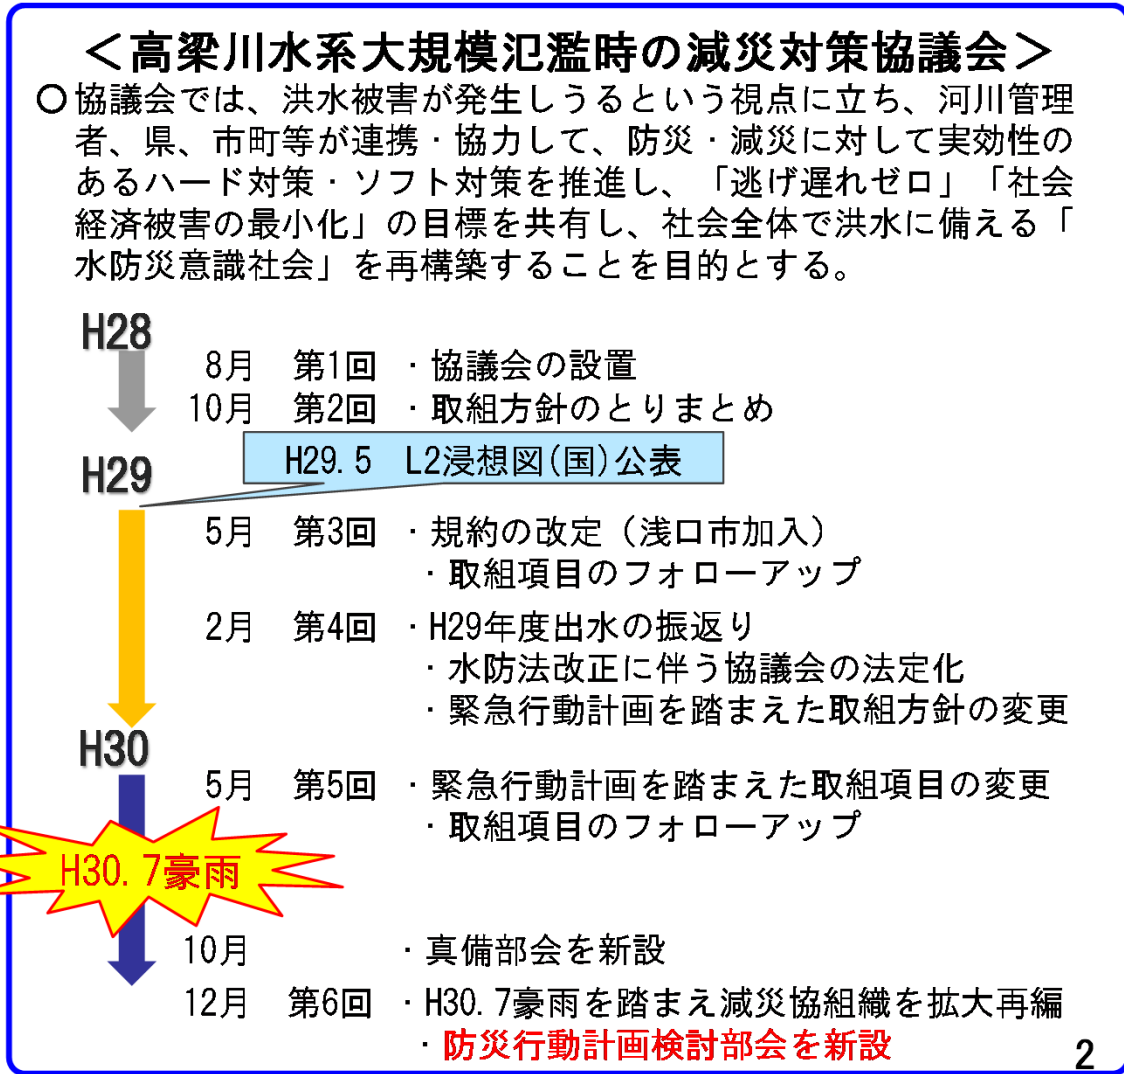 ＜高梁川水系大規模氾濫時の減災対策協議会＞
○協議会では、洪水被害が発生しうるという視点に立ち、河川管理
者、県、市町等が連携・協力して、防災・減災に対して実効性の
あるハード対策・ソフト対策を推進し、「逃げ遅れゼロ」「社会
経済被害の最小化」の目標を共有し、社会全体で洪水に備える「
水防災意識社会」を再構築することを目的とする。
H28
8月 第1回 ・協議会の設置
10月 第2回 ・取組方針のとりまとめ
H29.5 L2浸想図(国)公表
H29
5月 第3回 ・規約の改定（浅口市加入）
・取組項目のフォローアップ
2月 第4回 ・H29年度出水の振返り
・水防法改正に伴う協議会の法定化
・緊急行動計画を踏まえた取組方針の変更
H30
5月 第5回 ・緊急行動計画を踏まえた取組項目の変更
・取組項目のフォローアップ
H30.7豪雨
10月 ・真備部会を新設
12月 第6回 ・H30.7豪雨を踏まえ減災協組織を拡大再編
・防災行動計画検討部会を新設
2